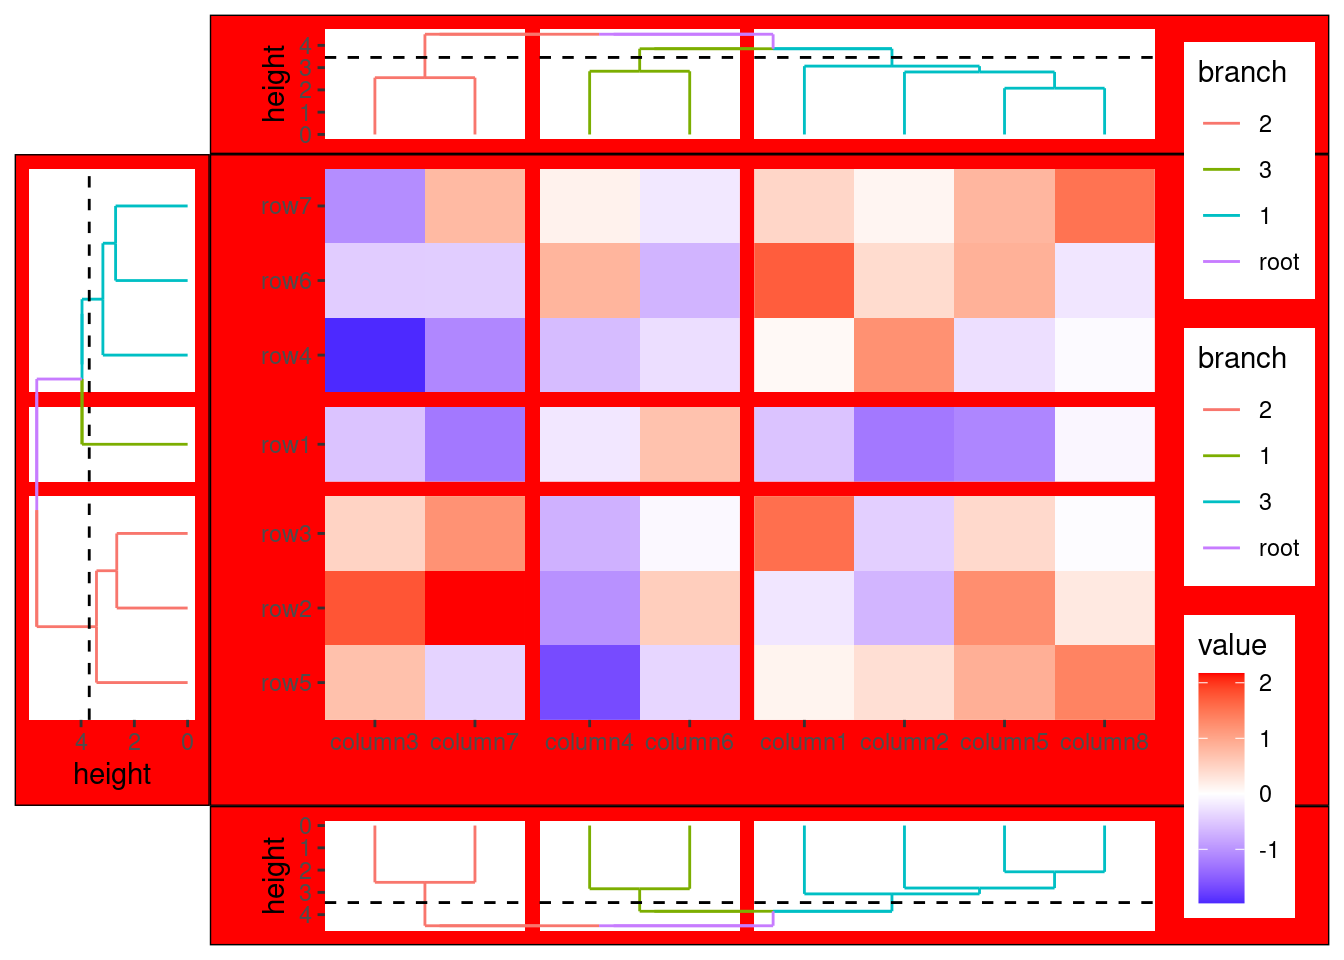 height
4
3
2
1
0
branch
2
3
1
root
row7
row6
row4
row1
row3
row2
row5
branch
2
1
3
root
4 2 0
height
column3 column7 column4 column6 column1 column2 column5 column8
value
2
1
0
-1
height
0
1
2
3
4